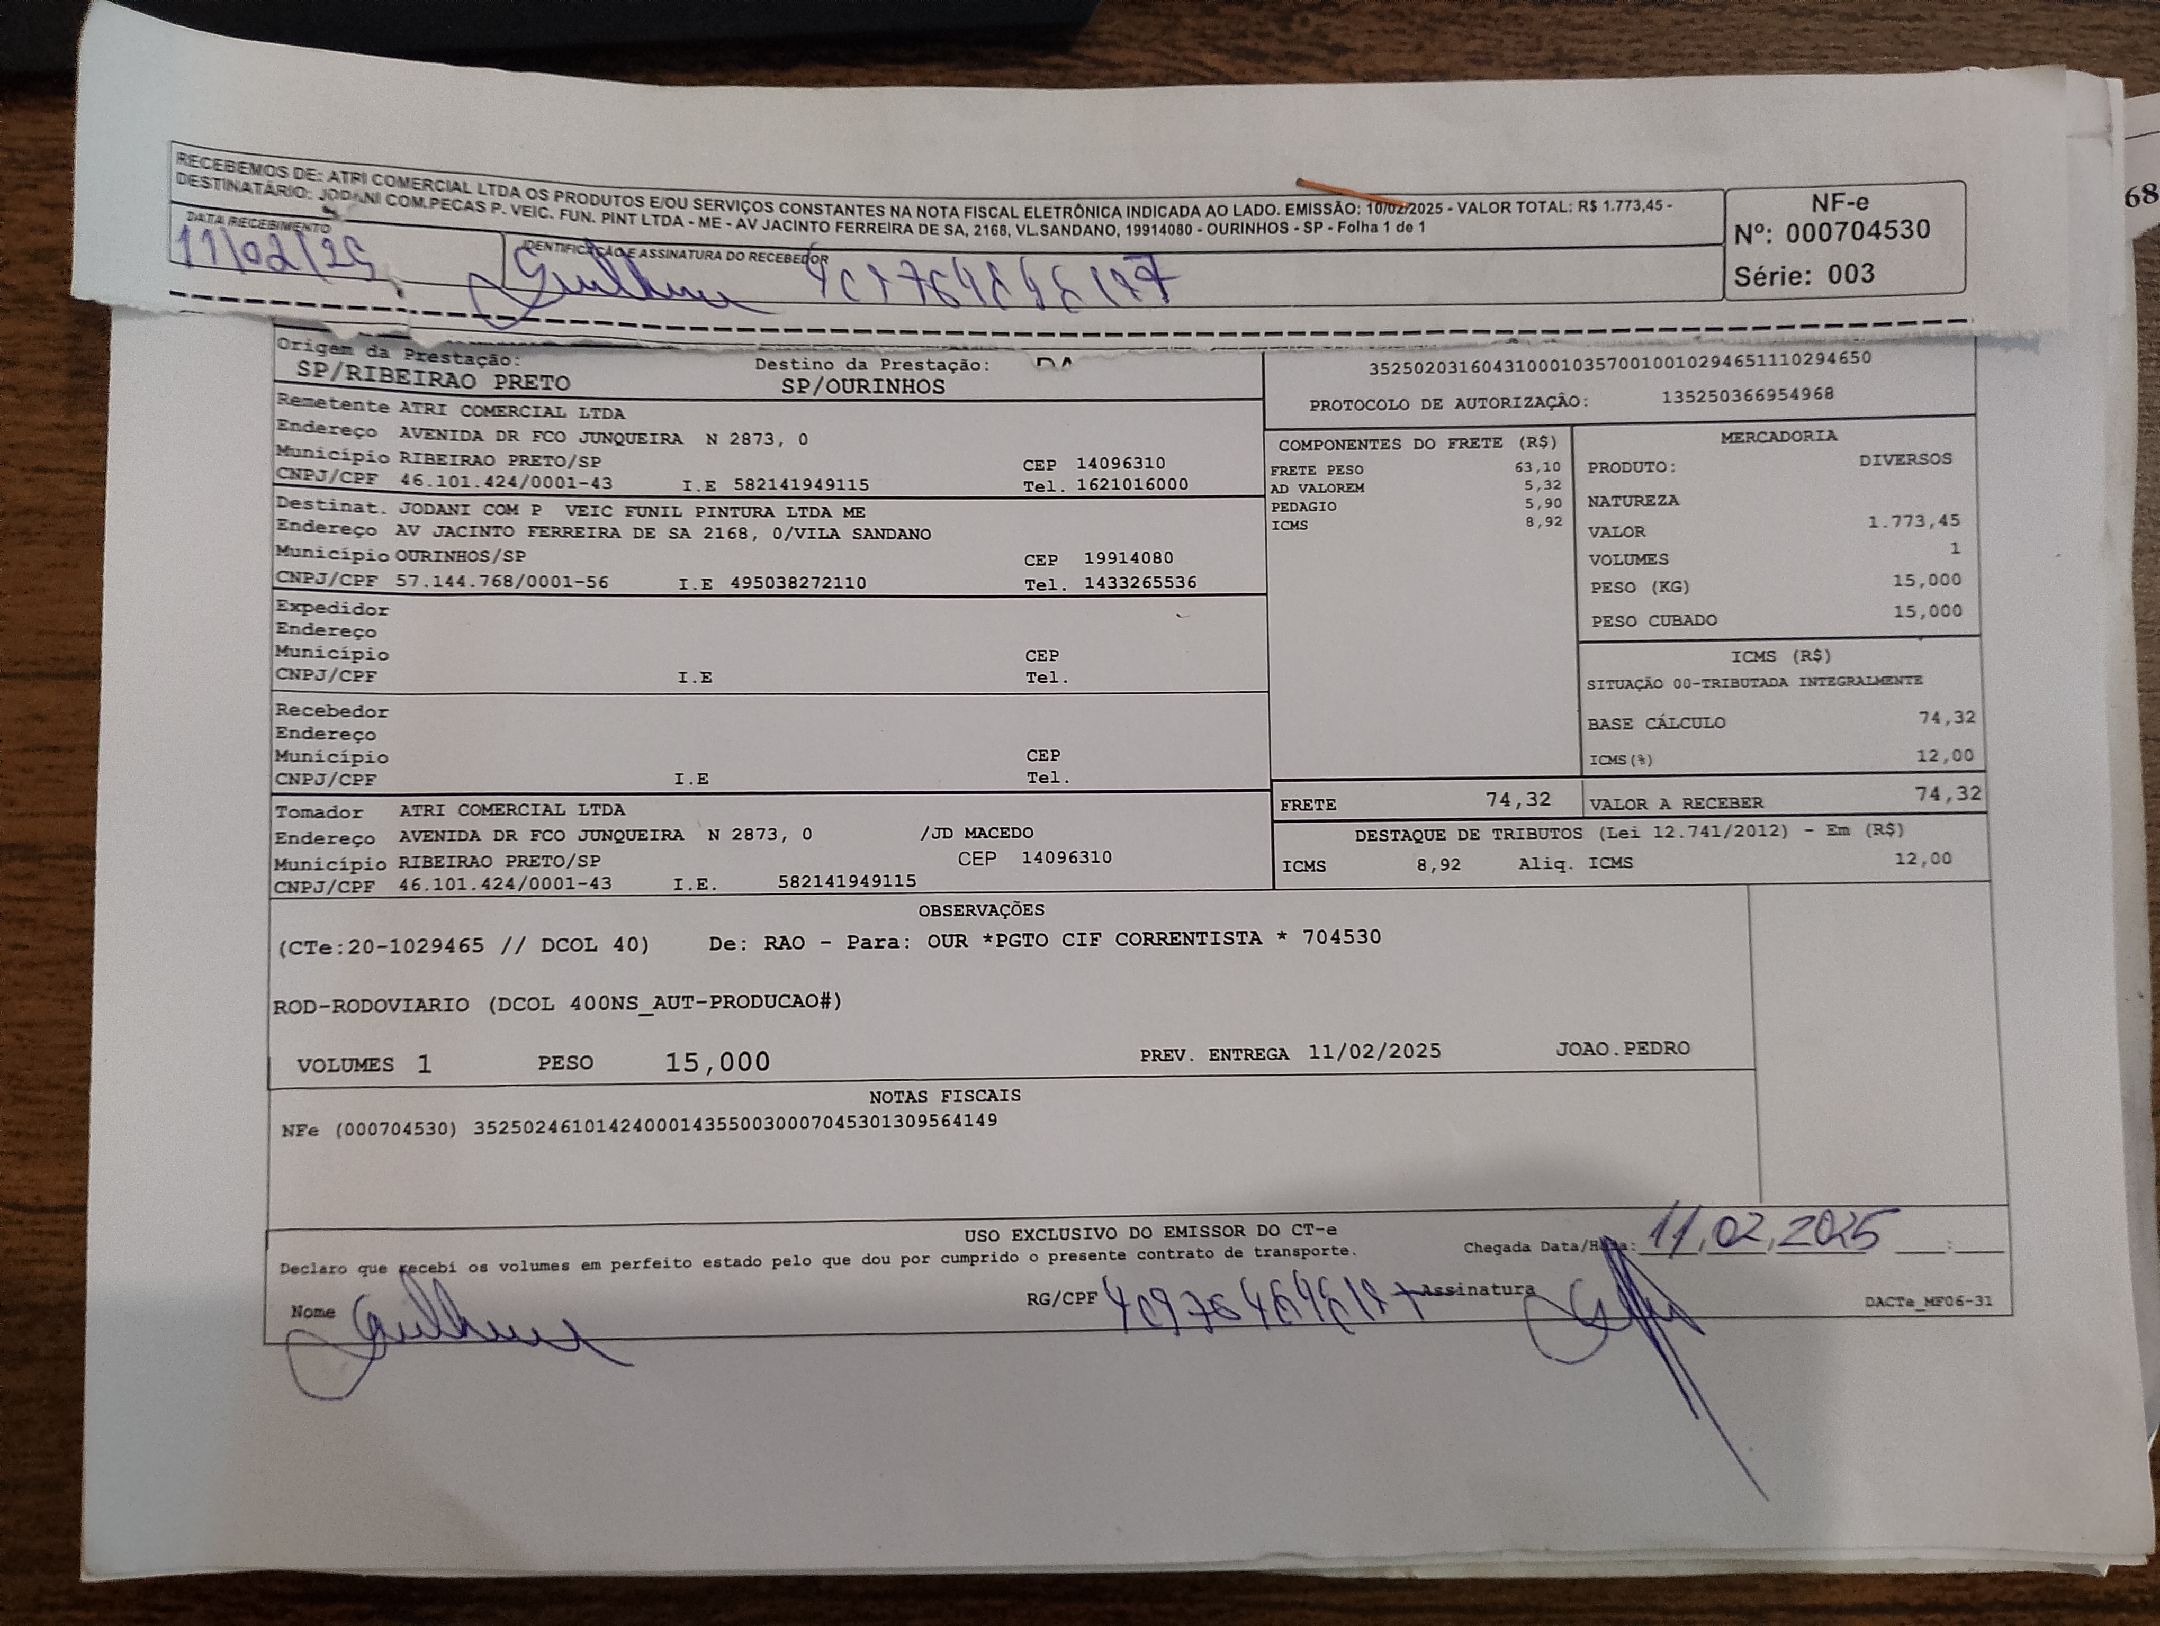 RECEBEMOS DE: ATRI COMERCIAL LTDA OS PRODUTOS E/OU SERVIÇOS CONSTANTES NA NOTA FISCAL ELETRÔNICA INDICADA AO LADO. EMISSÃO: 10/02/2025 - VALOR TOTAL: R$ 1.773,45 -
DESTINATÁRIO: JODANI COM.PECAS P. VEIC. FUN. PINT LTDA - ME - AV JACINTO FERREIRA DE SA, 2168, VL.SANDANO, 19914080 - OURINHOS - SP - Folha 1 de 1
NF-e
Nº: 000704530
Série: 003
DATA RECEBIMENTO
11/02/25
IDENTIFICAÇÃO E ASSINATURA DO RECEBEDOR
Guilherme
Origem da Prestação: Destino da Prestação:
SP/RIBEIRAO PRETO SP/OURINHOS
Remetente ATRI COMERCIAL LTDA
Endereço AVENIDA DR FCO JUNQUEIRA N 2873, 0
Município RIBEIRAO PRETO/SP CEP 14096310
CNPJ/CPF 46.101.424/0001-43 I.E 582141949115 Tel. 1621016000
Destinat. JODANI COM P VEIC FUNIL PINTURA LTDA ME
Endereço AV JACINTO FERREIRA DE SA 2168, 0/VILA SANDANO
Município OURINHOS/SP CEP 19914080
CNPJ/CPF 57.144.768/0001-56 I.E 495038272110 Tel. 1433265536
Expedidor
Endereço
Município CEP
CNPJ/CPF I.E Tel.
Recebedor
Endereço
Município CEP
CNPJ/CPF I.E Tel.
Tomador ATRI COMERCIAL LTDA
Endereço AVENIDA DR FCO JUNQUEIRA N 2873, 0 /JD MACEDO
Município RIBEIRAO PRETO/SP CEP 14096310
CNPJ/CPF 46.101.424/0001-43 I.E. 582141949115
35250203160431000103570010010294651110294650
PROTOCOLO DE AUTORIZAÇÃO: 135250366954968
COMPONENTES DO FRETE (R$)
FRETE PESO 63,10
AD VALOREM 5,32
PEDAGIO 5,90
ICMS 8,92
MERCADORIA
PRODUTO: DIVERSOS
NATUREZA
VALOR 1.773,45
VOLUMES 1
PESO (KG) 15,000
PESO CUBADO 15,000
ICMS (R$)
SITUAÇÃO 00-TRIBUTADA INTEGRALMENTE
BASE CÁLCULO 74,32
ICMS(%) 12,00
FRETE 74,32 VALOR A RECEBER 74,32
DESTAQUE DE TRIBUTOS (Lei 12.741/2012) - Em (R$)
ICMS 8,92 Aliq. ICMS 12,00
OBSERVAÇÕES
(CTe:20-1029465 // DCOL 40) De: RAO - Para: OUR *PGTO CIF CORRENTISTA * 704530
ROD-RODOVIARIO (DCOL 400NS_AUT-PRODUCAO#)
VOLUMES 1 PESO 15,000 PREV. ENTREGA 11/02/2025 JOAO.PEDRO
NOTAS FISCAIS
NFe (000704530) 35250246101424000143550030007045301309564149
USO EXCLUSIVO DO EMISSOR DO CT-e
Declaro que recebi os volumes em perfeito estado pelo que dou por cumprido o presente contrato de transporte.
Chegada Data/Hora: 11,02,2025 :
Nome Guilherme RG/CPF Assinatura
DACTe_MF06-31
68